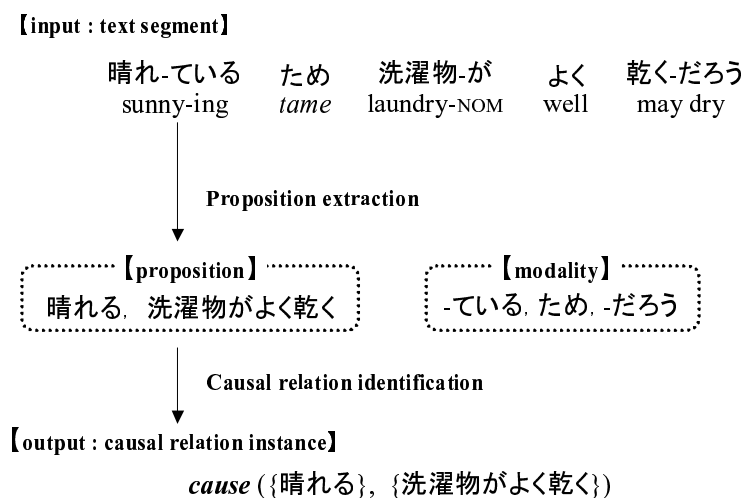 【input : text segment】
晴れ-ている ため 洗濯物-が よく 乾く-だろう
sunny-ing tame laundry-NOM well may dry
Proposition extraction
【proposition】 【modality】
晴れる, 洗濯物がよく乾く -ている, ため, -だろう
Causal relation identification
【output : causal relation instance】
cause ({晴れる}, {洗濯物がよく乾く})